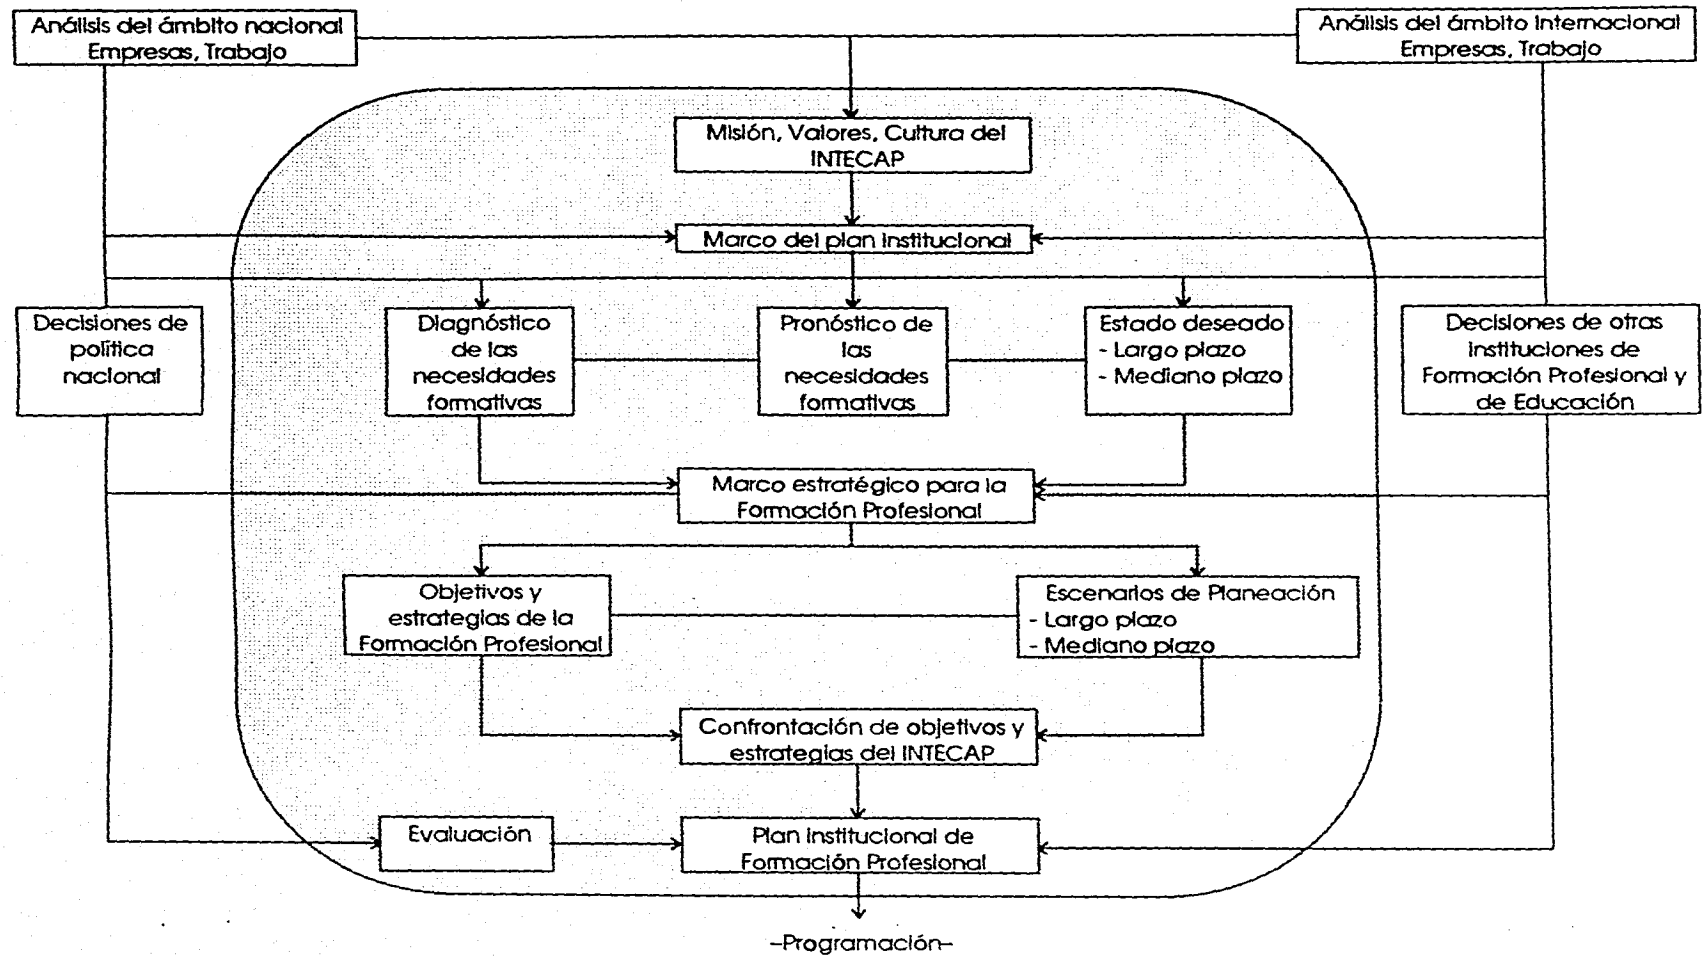 Análisis del ámbito nacional
Empresas, Trabajo
Análisis del ámbito Internacional
Empresas, Trabajo
Misión, Valores, Cultura del
INTECAP
Marco del plan Institucional
Decisiones de
política
nacional
Diagnóstico
de las
necesidades
formativas
Pronóstico de
las
necesidades
formativas
Estado deseado
- Largo plazo
- Mediano plazo
Decisiones de otras
Instituciones de
Formación Profesional y
de Educación
Marco estratégico para la
Formación Profesional
Objetivos y
estrategias de la
Formación Profesional
Escenarios de Planeación
- Largo plazo
- Mediano plazo
Confrontación de objetivos y
estrategias del INTECAP
Evaluación
Plan Institucional de
Formación Profesional
-Programación-